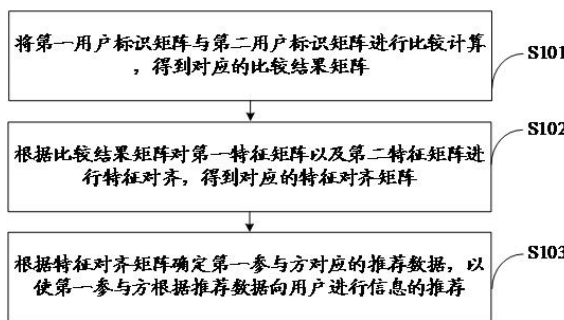 将第一用户标识矩阵与第二用户标识矩阵进行比较计算
，得到对应的比较结果矩阵
S101
根据比较结果矩阵对第一特征矩阵以及第二特征矩阵进
行特征对齐，得到对应的特征对齐矩阵
S102
根据特征对齐矩阵确定第一参与方对应的推荐数据，以
使第一参与方根据推荐数据向用户进行信息的推荐
S103